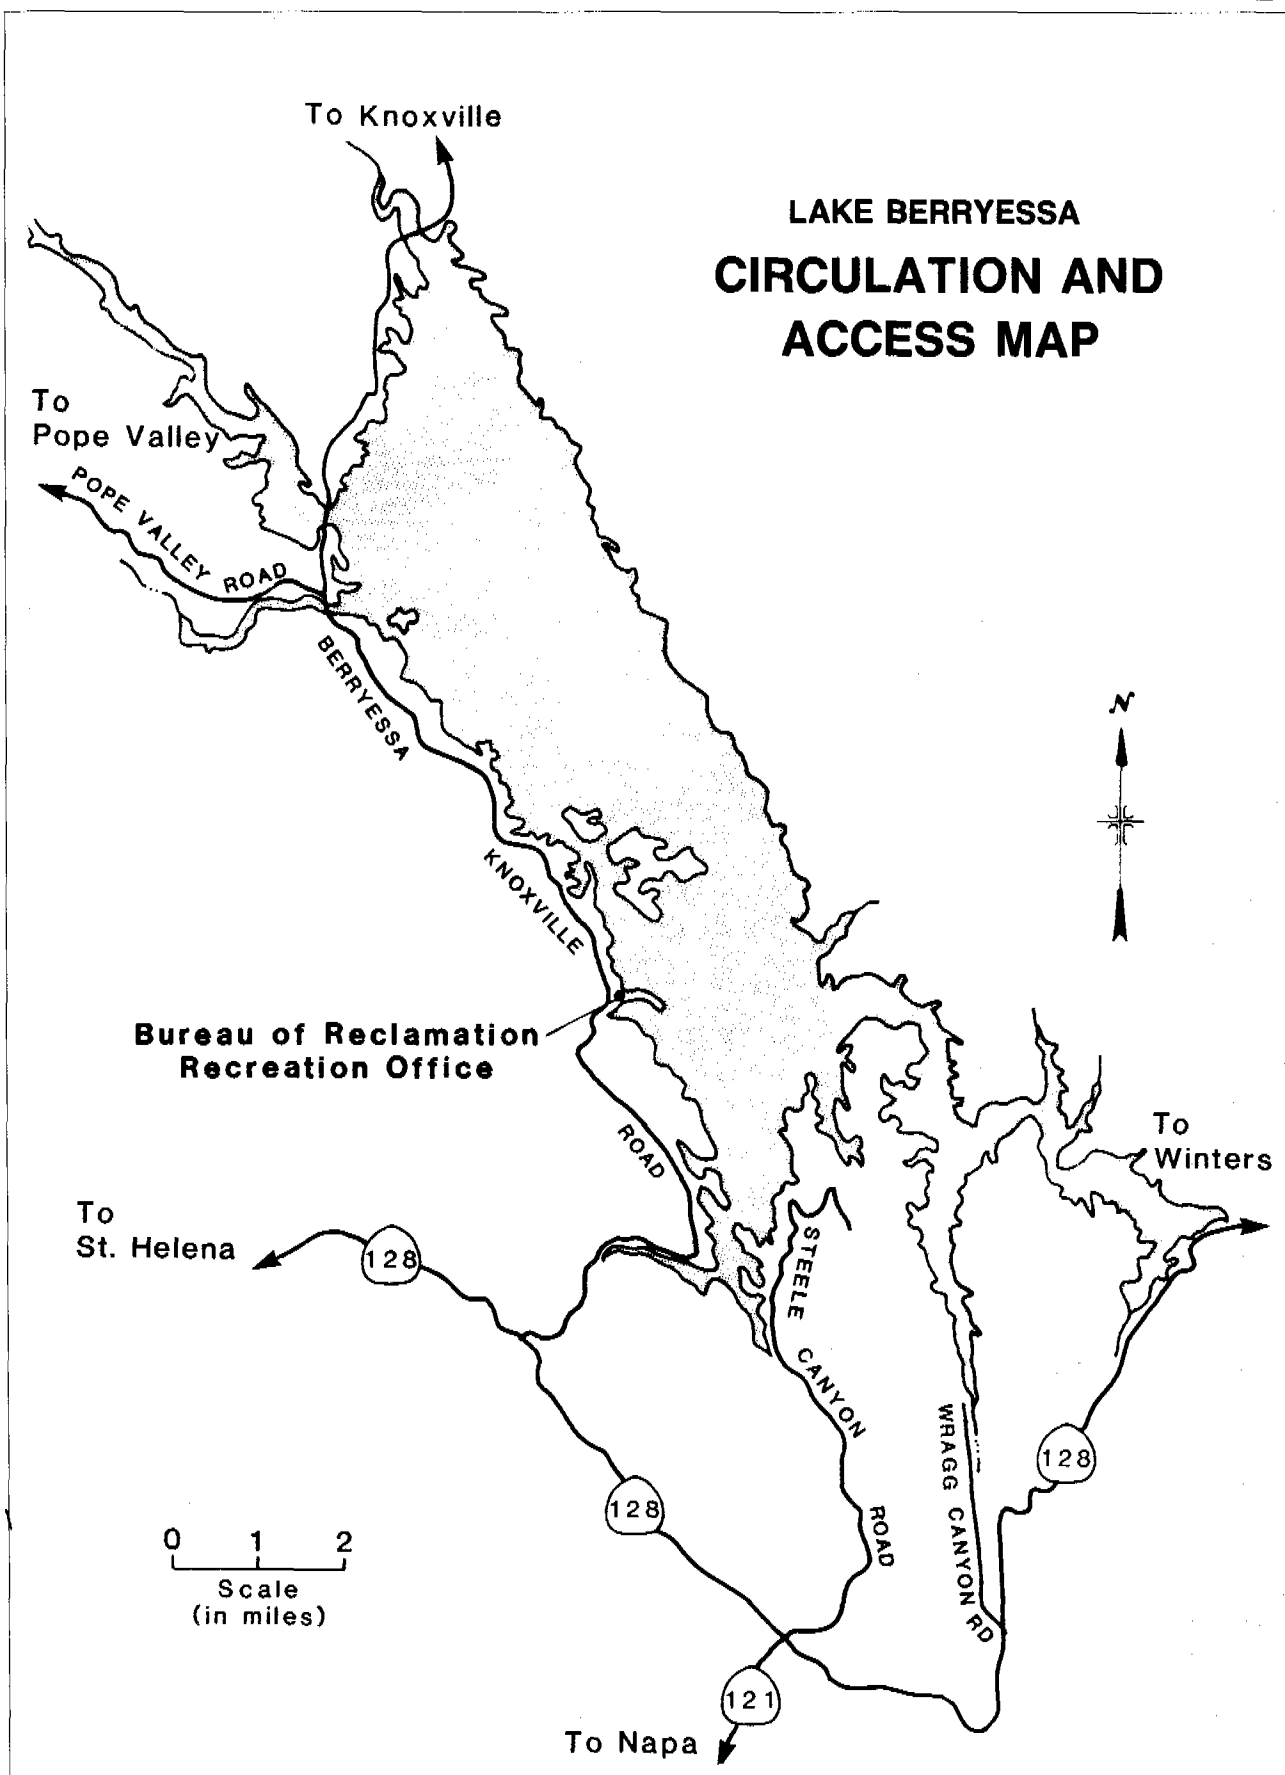 To Knoxville
LAKE BERRYESSA
CIRCULATION AND
ACCESS MAP
To
Pope Valley
POPE VALLEY ROAD
BERRYESSA
KNOXVILLE
ROAD
N
Bureau of Reclamation
Recreation Office
To
Winters
To
St. Helena
128
STEELE
CANYON
ROAD
WRAGG CANYON RD
128
128
0 1 2
Scale
(in miles)
121
To Napa